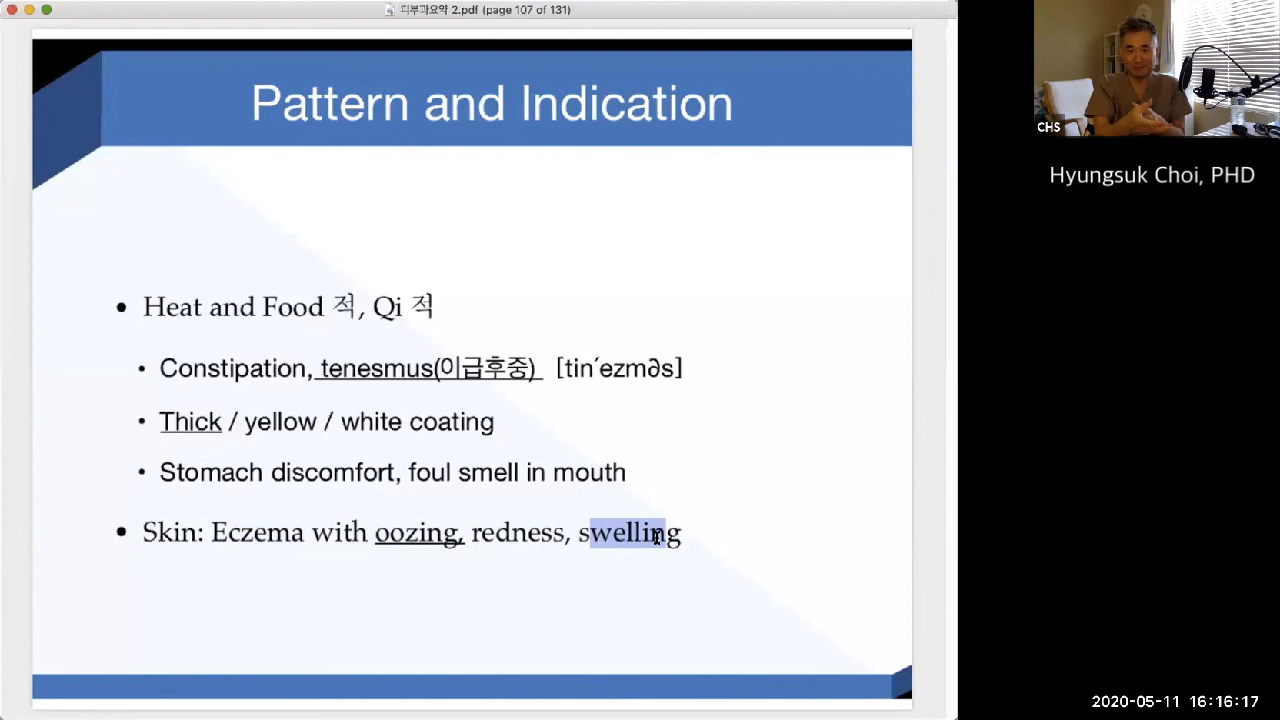 피부과요약 2.pdf (page 107 of 131)
Pattern and Indication
• Heat and Food 적, Qi 적
• Constipation, tenesmus(이급후중) [tin´ezm∂s]
• Thick / yellow / white coating
• Stomach discomfort, foul smell in mouth
• Skin: Eczema with oozing, redness, swelling
CHS
Hyungsuk Choi, PHD
2020-05-11 16:16:17